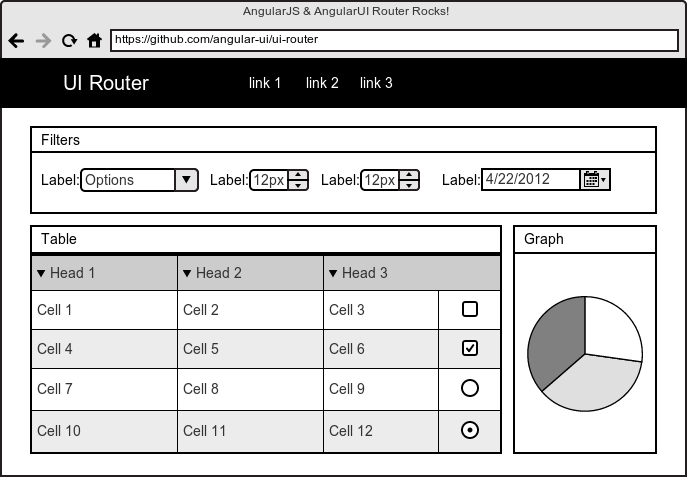 AngularJS & AngularUI Router Rocks!
https://github.com/angular-ui/ui-router
UI Router link 1 link 2 link 3
Filters
Label: Options Label: 12px Label: 12px Label: 4/22/2012
Table
Graph
Head 1 Head 2 Head 3
Cell 1 Cell 2 Cell 3
Cell 4 Cell 5 Cell 6
Cell 7 Cell 8 Cell 9
Cell 10 Cell 11 Cell 12